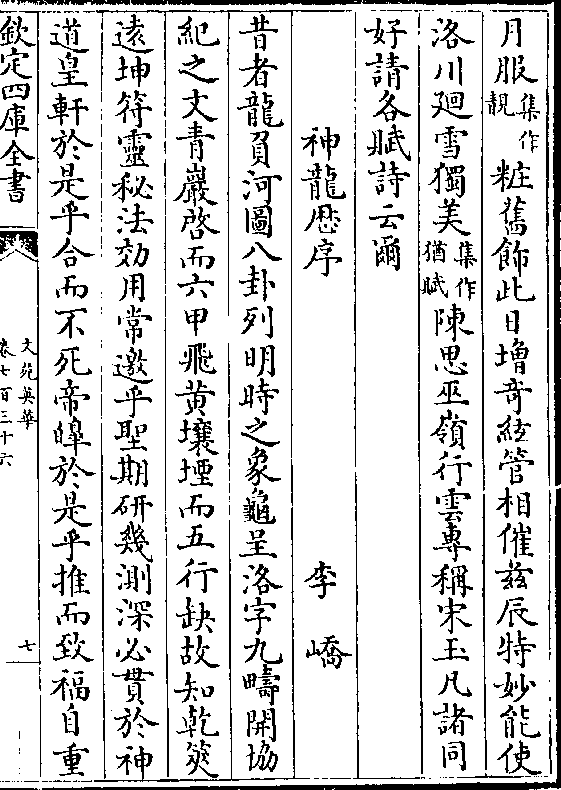 月服集作靚粧舊飾此日增奇絃管相催茲辰特妙能使
洛川廻雪獨美集作猶賦陳思巫嶺行雲專稱宋玉凡諸同
好請各賦詩云爾
神龍厯序　李嶠
昔者龍負河圖八卦列明時之象龜呈洛字九疇開協
紀之文青巖啓而六甲飛黄壤堙而五行缺故知乾筴
逺坤符靈秘法効用常邀乎聖期研幾測深必貫於神
道皇軒於是乎合而不死帝皥於是乎推而致福自重
欽定四庫全書
文苑英華
卷七百三十六
七